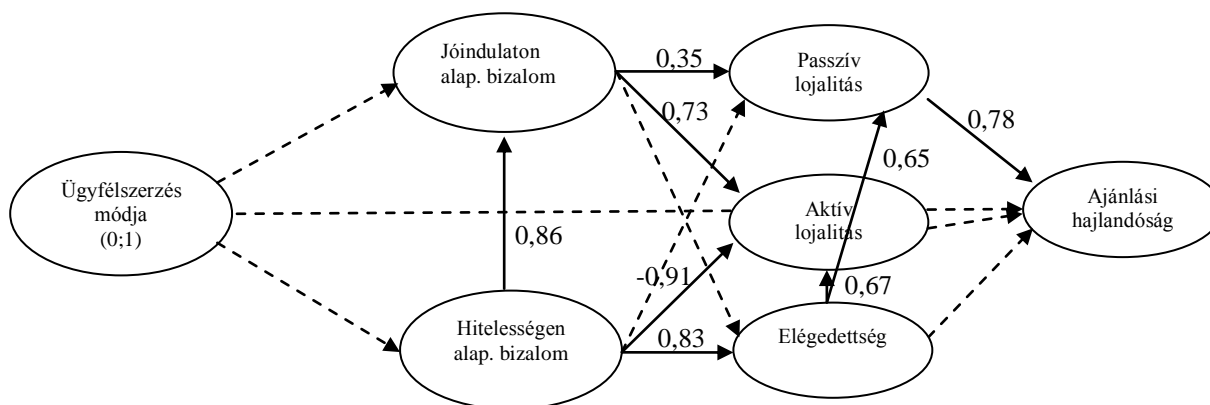 Jóindulaton
alap. bizalom
0,35
Passzív
lojalitás
0,73
0,78
0,65
Ügyfélszerzés
módja
(0;1)
0,86
Aktív
lojalitás
Ajánlási
hajlandóság
-0,91
0,67
Hitelességen
alap. bizalom
0,83
Elégedettség